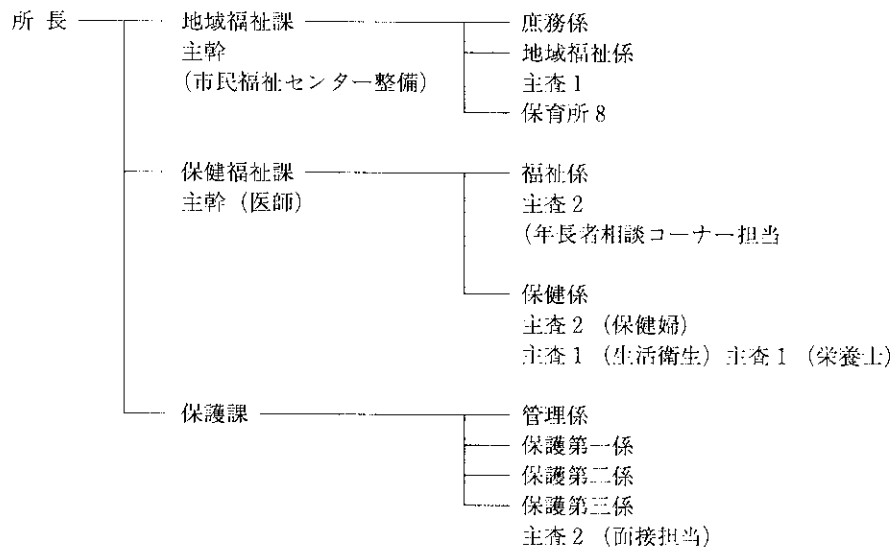 所長
地域福祉課
主幹
(市民福祉センター整備)
庶務係
地域福祉係
主査1
保育所8
保健福祉課
主幹(医師)
福祉係
主査2
(年長者相談コーナー担当
保健係
主査2(保健婦)
主査1(生活衛生)主査1(栄養士)
保護課
管理係
保護第一係
保護第二係
保護第三係
主査2(面接担当)